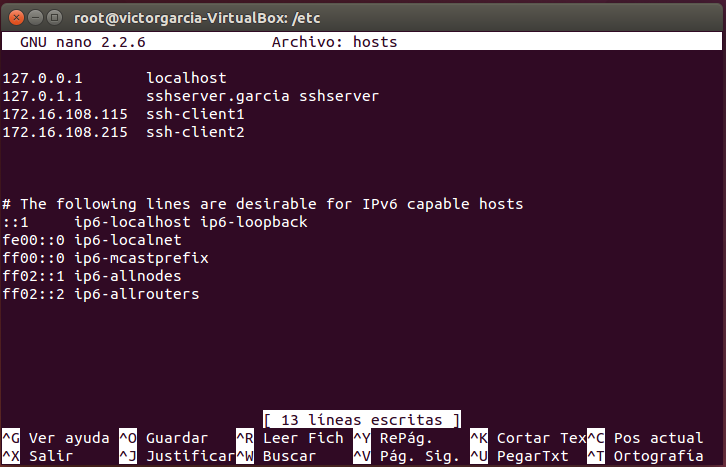 root@victorgarcia-VirtualBox: /etc
GNU nano 2.2.6 Archivo: hosts
127.0.0.1 localhost
127.0.1.1 sshserver.garcia sshserver
172.16.108.115 ssh-client1
172.16.108.215 ssh-client2
# The following lines are desirable for IPv6 capable hosts
::1 ip6-localhost ip6-loopback
fe00::0 ip6-localnet
ff00::0 ip6-mcastprefix
ff02::1 ip6-allnodes
ff02::2 ip6-allrouters
[ 13 líneas escritas ]
^G Ver ayuda ^O Guardar ^R Leer Fich ^Y RePág. ^K Cortar Tex ^C Pos actual
^X Salir ^J Justificar ^W Buscar ^V Pág. Sig. ^U PegarTxt ^T Ortografia